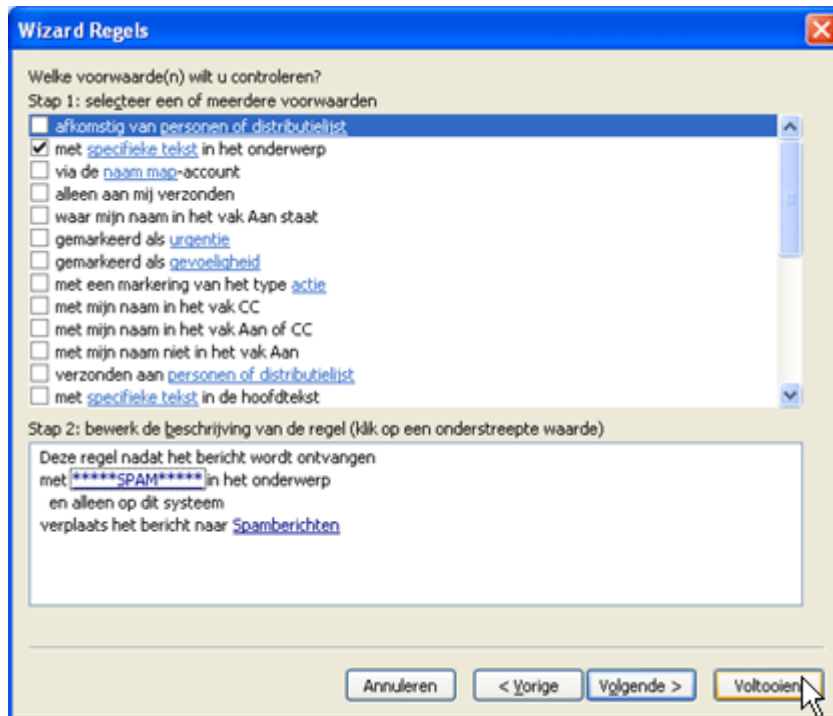 Wizard Regels
Welke voorwaarde(n) wilt u controleren?
Stap 1: selecteer een of meerdere voorwaarden
afkomstig van personen of distributielijst
met specifieke tekst in het onderwerp
via de naam map-account
alleen aan mij verzonden
waar mijn naam in het vak Aan staat
gemarkeerd als urgentie
gemarkeerd als gevoeligheid
met een markering van het type actie
met mijn naam in het vak CC
met mijn naam in het vak Aan of CC
met mijn naam niet in het vak Aan
verzonden aan personen of distributielijst
met specifieke tekst in de hoofdtekst
Stap 2: bewerk de beschrijving van de regel (klik op een onderstreepte waarde)
Deze regel nadat het bericht wordt ontvangen
met *****SPAM***** in het onderwerp
en alleen op dit systeem
verplaats het bericht naar Spamberichten
Annuleren < Vorige Volgende > Voltooien